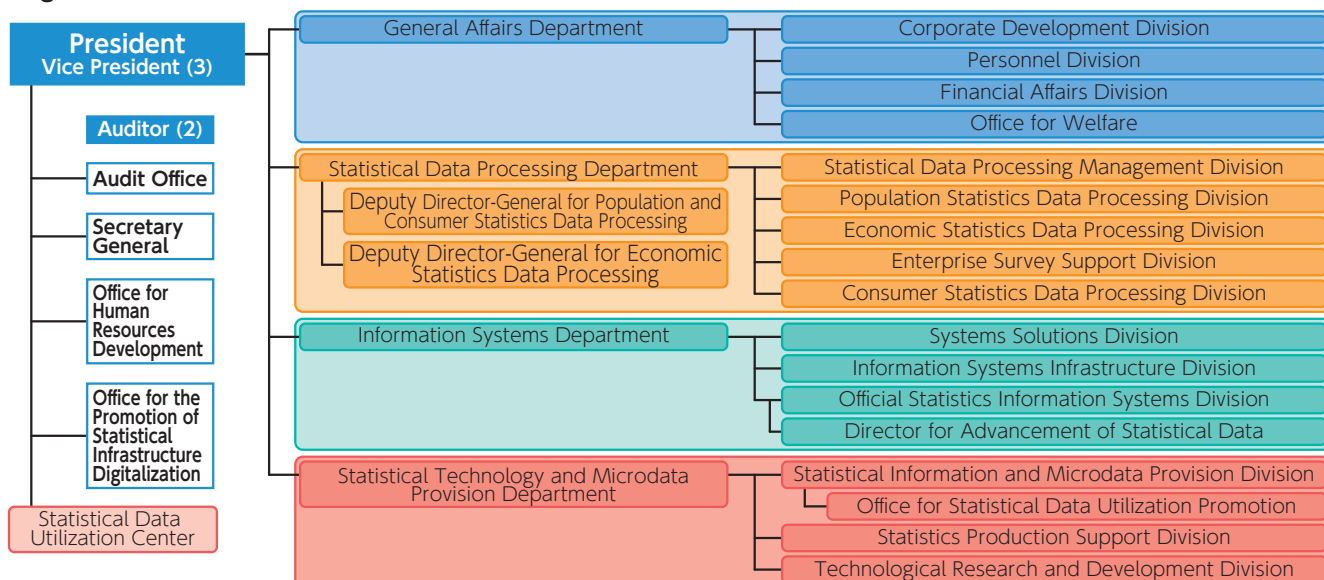 President
Vice President (3)
Auditor (2)
Audit Office
Secretary
General
Office for
Human
Resources
Development
Office for the
Promotion of
Statistical
Infrastructure
Digitalization
Statistical Data
Utilization Center
General Affairs Department
Corporate Development Division
Personnel Division
Financial Affairs Division
Office for Welfare
Statistical Data Processing Department
Deputy Director-General for Population and
Consumer Statistics Data Processing
Deputy Director-General for Economic
Statistics Data Processing
Statistical Data Processing Management Division
Population Statistics Data Processing Division
Economic Statistics Data Processing Division
Enterprise Survey Support Division
Consumer Statistics Data Processing Division
Information Systems Department
Systems Solutions Division
Information Systems Infrastructure Division
Official Statistics Information Systems Division
Director for Advancement of Statistical Data
Statistical Technology and Microdata
Provision Department
Statistical Information and Microdata Provision Division
Office for Statistical Data Utilization Promotion
Statistics Production Support Division
Technological Research and Development Division